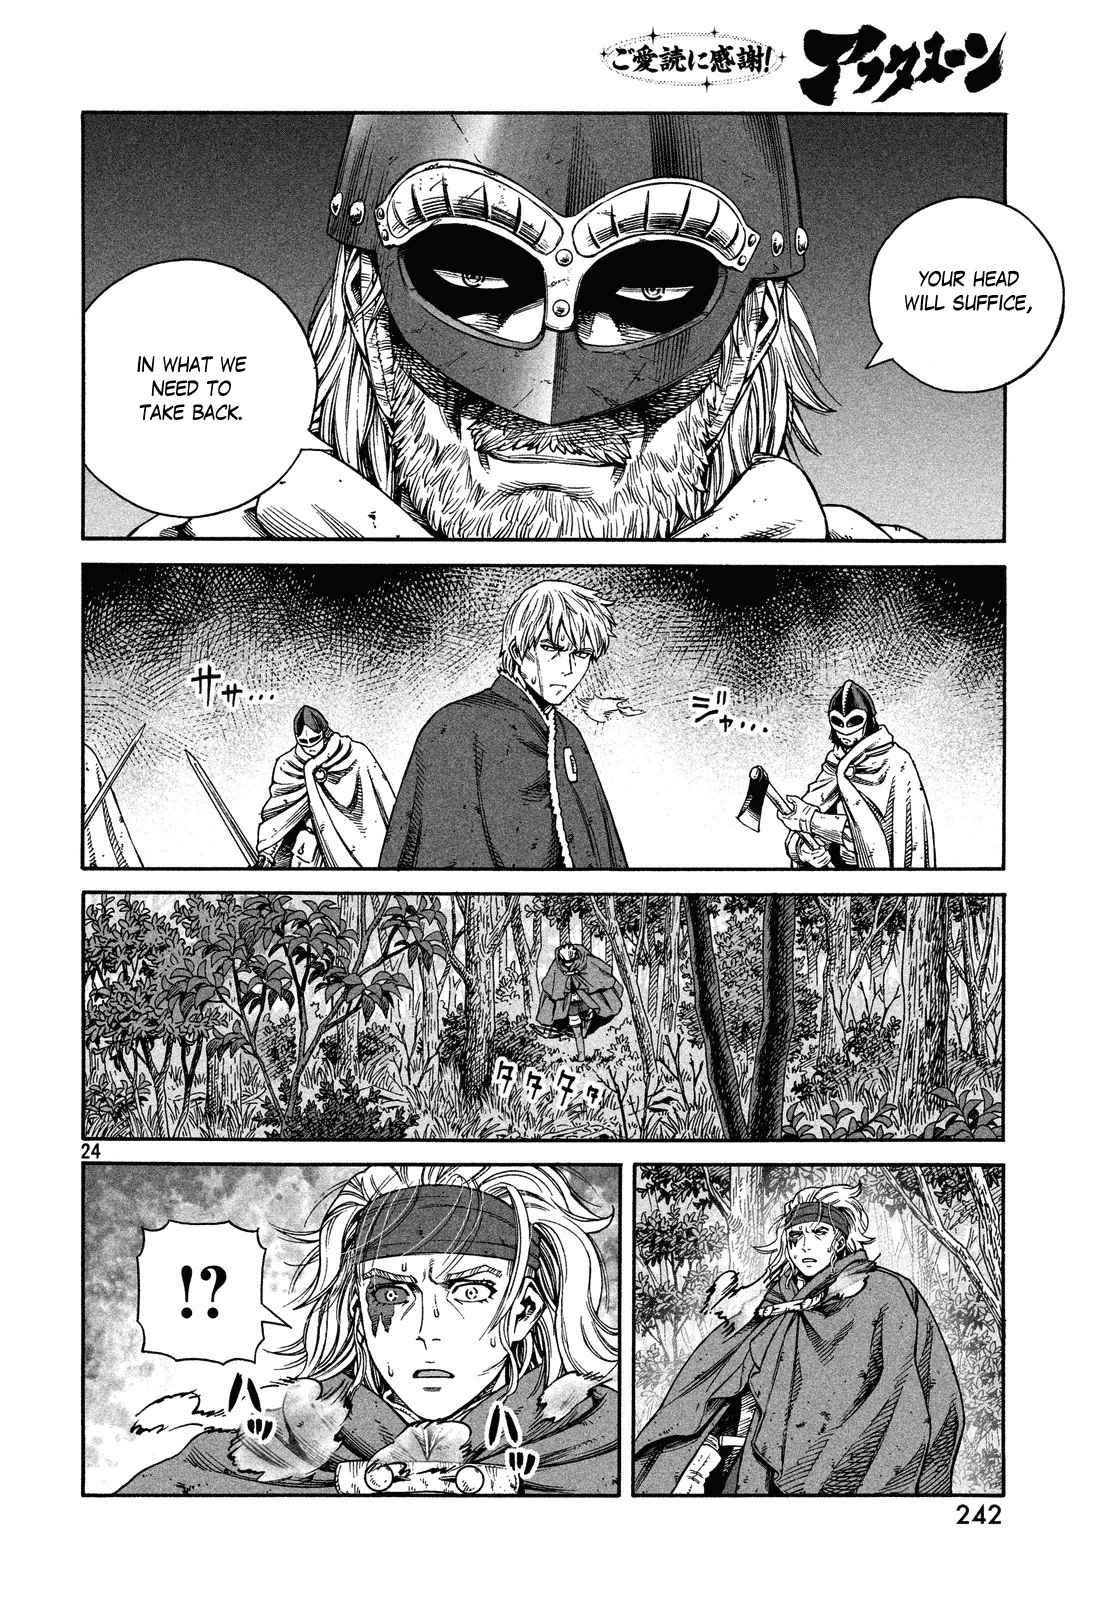 ご愛読に感謝!
アフタヌーン
YOUR HEAD
WILL SUFFICE,
IN WHAT WE
NEED TO
TAKE BACK.
ジャ・・・
ササ・・・
タタタタ
24
!?
ハッ
ハッ
242